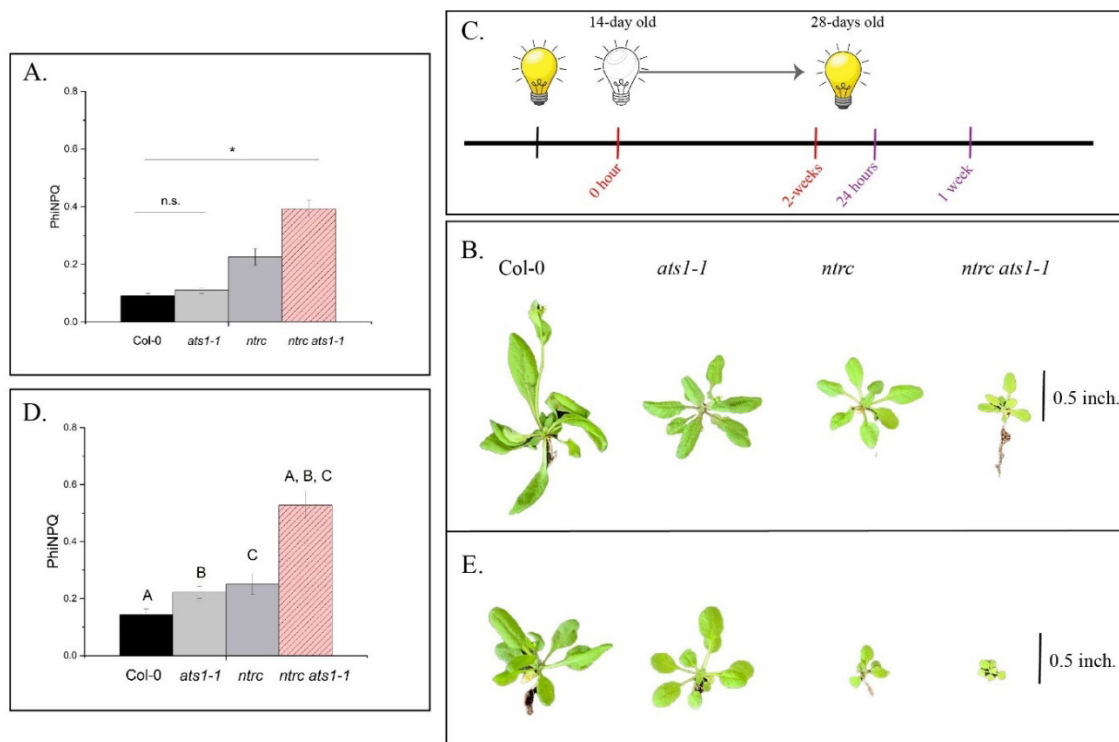 A.
0.8
0.6
0.4
0.2
0.0
PhiNPQ
*
n.s.
Col-0 ats1-1 ntrc ntrc ats1-1
C.
14-day old 28-days old
0 hour
2-weeks
24 hours
1 week
B.
Col-0 ats1-1 ntrc ntrc ats1-1
0.5 inch.
D.
0.8
0.6
0.4
0.2
0.0
PhiNPQ
A B C A, B, C
Col-0 ats1-1 ntrc ntrc ats1-1
E.
0.5 inch.